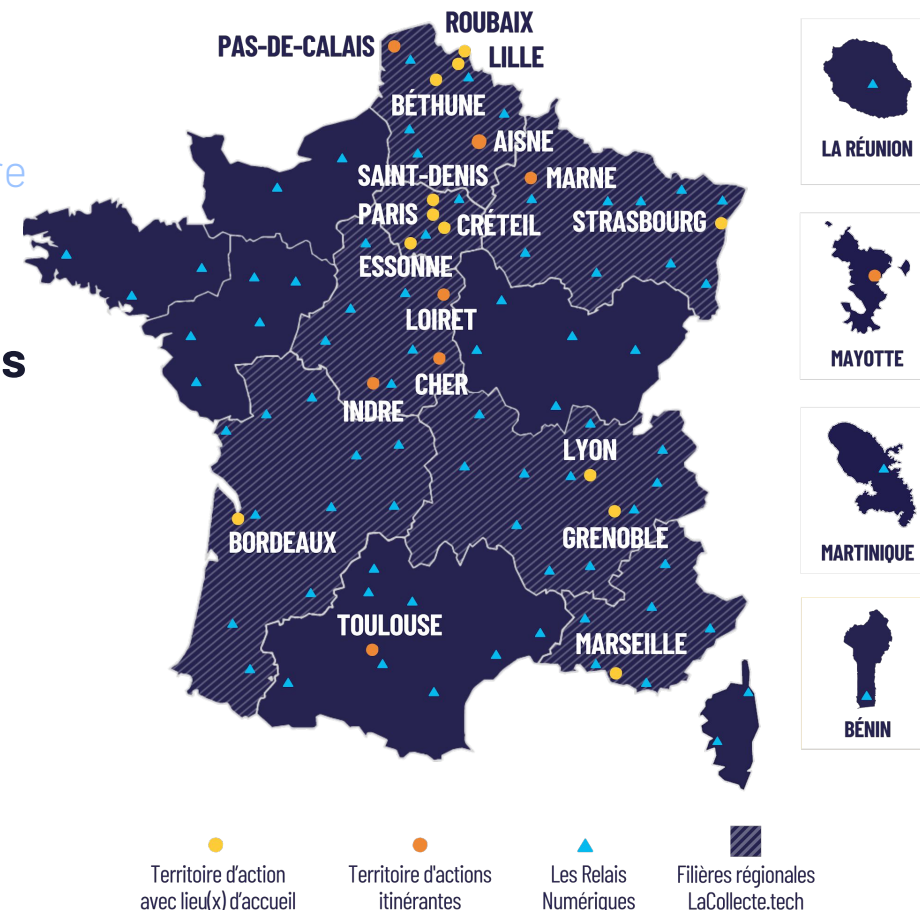 ROUBAIX
PAS-DE-CALAIS
LILLE
BÉTHUNE
AISNE
LA RÉUNION
re
SAINT-DENIS
MARNE
PARIS
CRÉTEIL
STRASBOURG
ESSONNE
LOIRET
MAYOTTE
s
CHER
INDRE
LYON
BORDEAUX
GRENOBLE
MARTINIQUE
TOULOUSE
MARSEILLE
BÉNIN
Territoire d'action
avec lieu(x) d'accueil
Territoire d'actions
itinérantes
Les Relais
Numériques
Filières régionales
LaCollecte.tech